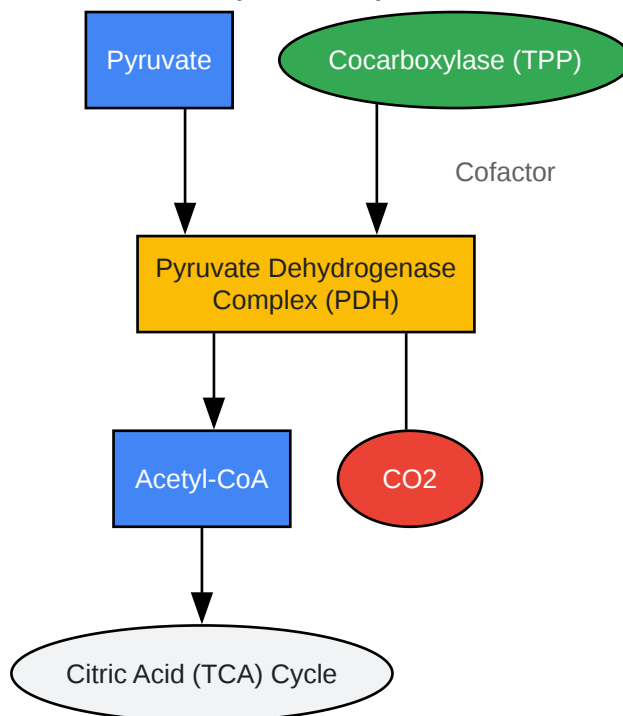 Pyruvate
Cocarboxylase (TPP)
Cofactor
Pyruvate Dehydrogenase
Complex (PDH)
Acetyl-CoA
CO2
Citric Acid (TCA) Cycle